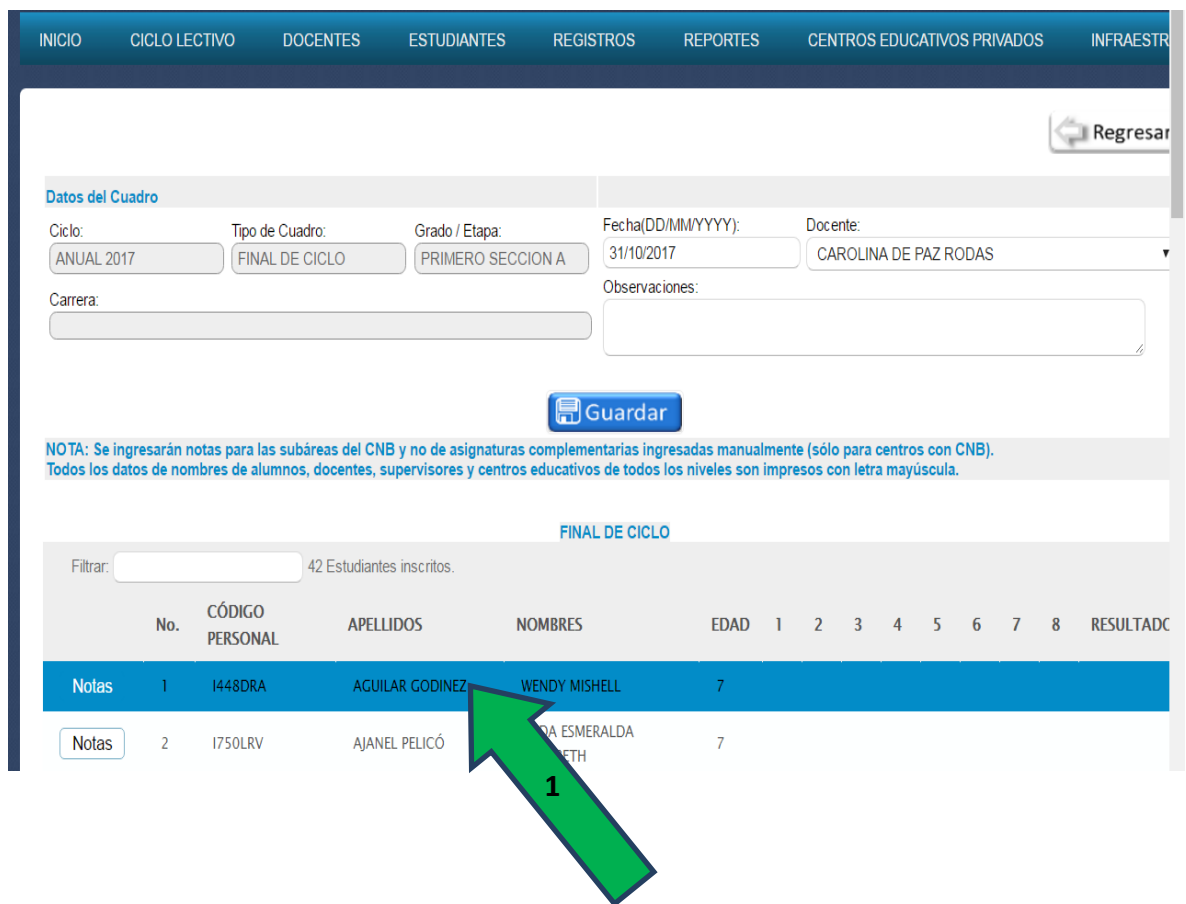 INICIO CICLO LECTIVO DOCENTES ESTUDIANTES REGISTROS REPORTES CENTROS EDUCATIVOS PRIVADOS INFRAESTR
Regresar
Datos del Cuadro
Ciclo: Tipo de Cuadro: Grado / Etapa: Fecha(DD/MM/YYYY): Docente:
ANUAL 2017 FINAL DE CICLO PRIMERO SECCION A 31/10/2017 CAROLINA DE PAZ RODAS
Carrera: Observaciones:
Guardar
NOTA: Se ingresarán notas para las subáreas del CNB y no de asignaturas complementarias ingresadas manualmente (sólo para centros con CNB).
Todos los datos de nombres de alumnos, docentes, supervisores y centros educativos de todos los niveles son impresos con letra mayúscula.
FINAL DE CICLO
Filtrar: 42 Estudiantes inscritos.
No. CÓDIGO PERSONAL APELLIDOS NOMBRES EDAD 1 2 3 4 5 6 7 8 RESULTADO
Notas 1 I448DRA AGUILAR GODINEZ WENDY MISHELL 7
Notas 2 I750LRV AJANEL PELICÓ ESMERALDA 7
1